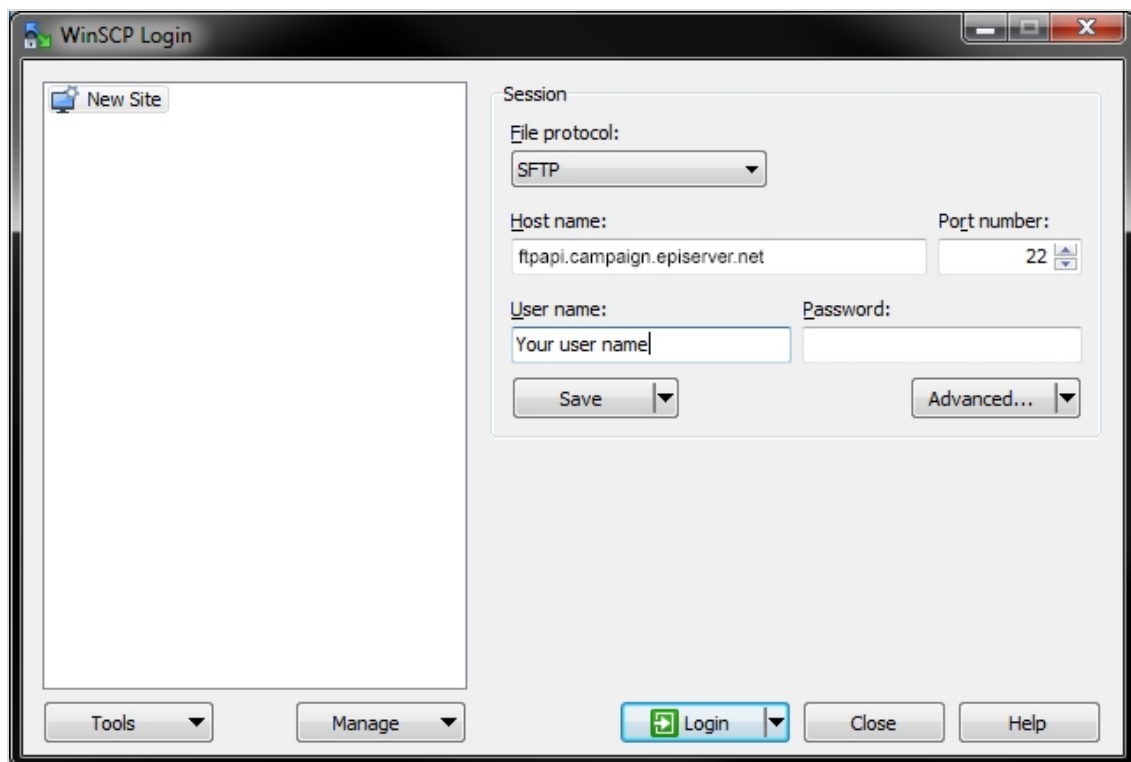 WinSCP Login
New Site
Session
File protocol:
SFTP
Host name:
Port number:
ftpapi.campaign.episerver.net
22
User name:
Password:
Your user name
Save
Advanced...
Tools
Manage
Login
Close
Help